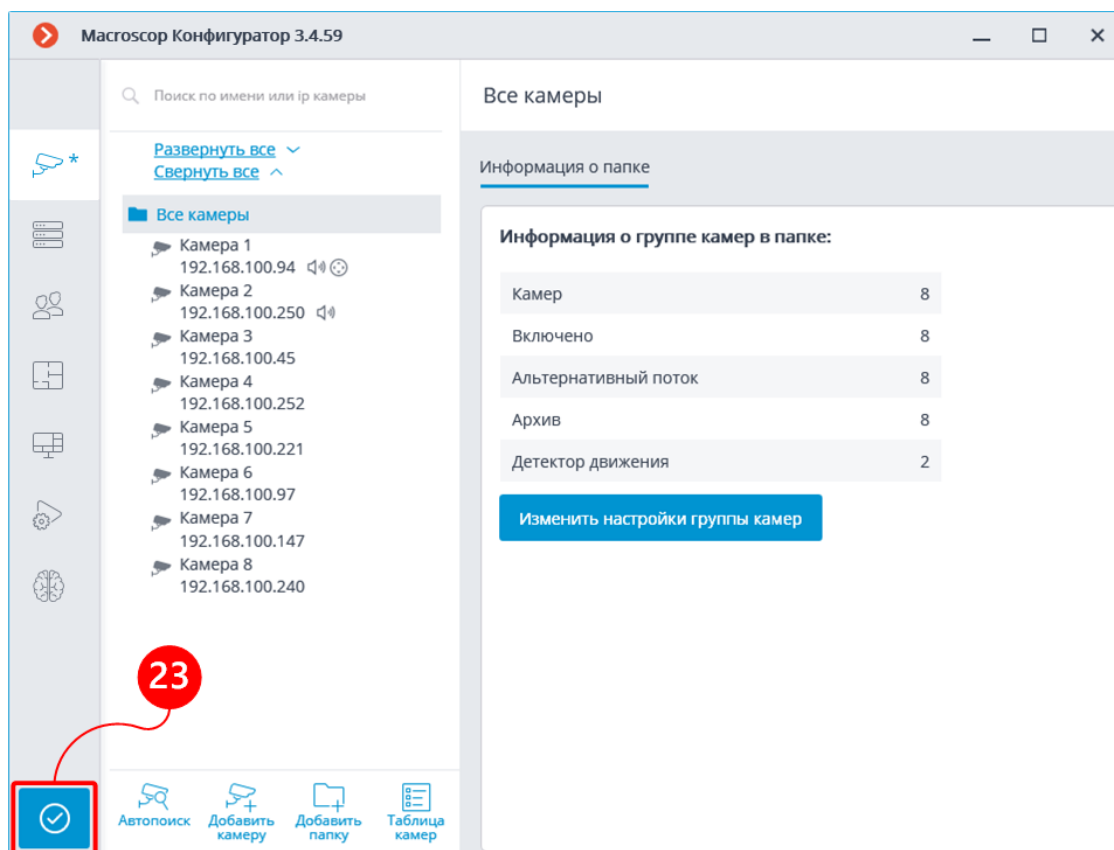 Macroscop Конфигуратор 3.4.59
Поиск по имени или ip камеры
Развернуть все
Свернуть все
Все камеры
Камера 1
192.168.100.94
Камера 2
192.168.100.250
Камера 3
192.168.100.45
Камера 4
192.168.100.252
Камера 5
192.168.100.221
Камера 6
192.168.100.97
Камера 7
192.168.100.147
Камера 8
192.168.100.240
23
Автопоиск
Добавить
камеру
Добавить
папку
Таблица
камер
Все камеры
Информация о папке
Информация о группе камер в папке:
Камер 8
Включено 8
Альтернативный поток 8
Архив 8
Детектор движения 2
Изменить настройки группы камер